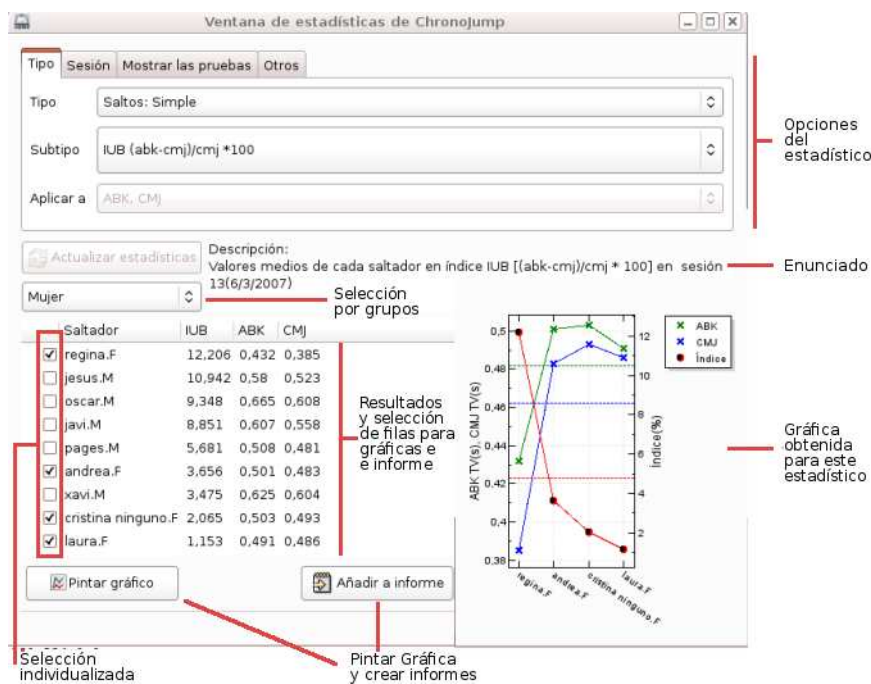 Ventana de estadísticas de ChronoJump
Tipo Sesión Mostrar las pruebas Otros
Tipo Saltos: Simple
Subtipo IUB (abk-cmj)/cmj *100
Aplicar a ABK, CMJ
Opciones
del
estadístico
Actualizar estadísticas
Descripción:
Valores medios de cada saltador en índice IUB [(abk-cmj)/cmj * 100] en sesión
13(6/3/2007)
Enunciado
Mujer
Selección
por grupos
Saltador IUB ABK CMJ
regina.F 12,206 0,432 0,385
jesus.M 10,942 0,58 0,523
oscar.M 9,348 0,665 0,608
javi.M 8,851 0,607 0,558
pages.M 5,681 0,508 0,481
andrea.F 3,656 0,501 0,483
xavi.M 3,475 0,625 0,604
cristina ninguno.F 2,065 0,503 0,493
laura.F 1,153 0,491 0,486
Resultados
y selección
de filas para
gráficas e
e informe
ABK TV(s), CMJ TV(s)
0,5
0,48
0,46
0,44
0,42
0,4
0,38
12
10
8
6
4
2
Índice(%)
regina.F
andrea.F
cristina ninguno.F
laura.F
ABK
CMJ
Índice
Gráfica
obtenida
para este
estadístico
Pintar gráfico
Añadir a informe
Selección
individualizada
Pintar Gráfica
y crear informes